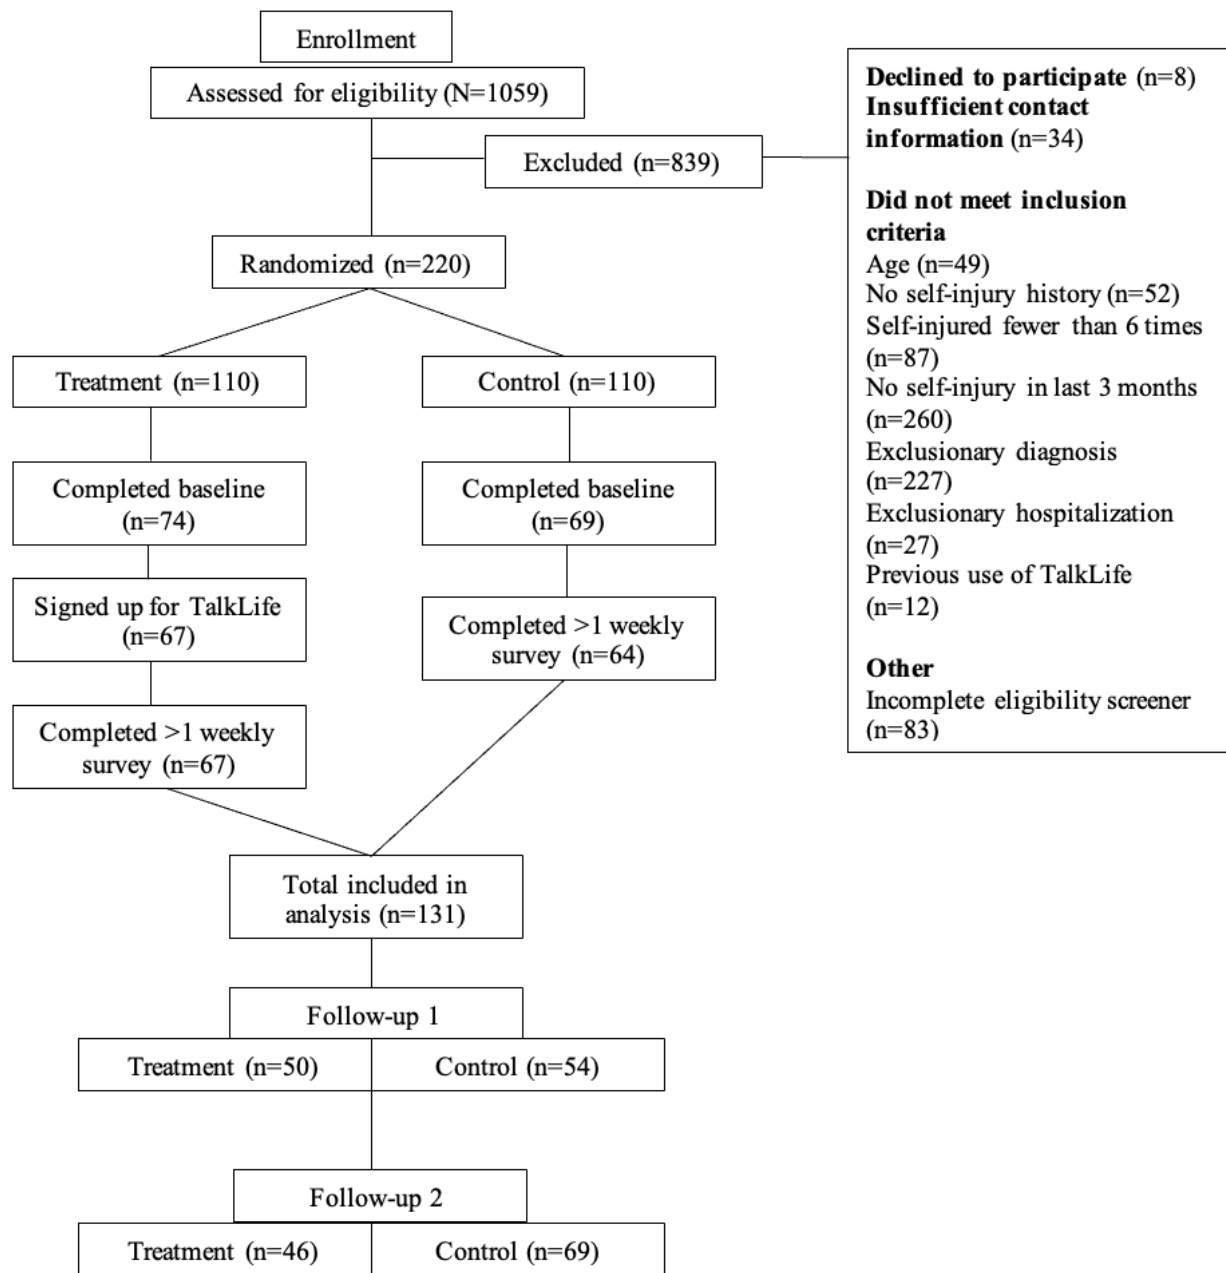 Enrollment
Assessed for eligibility (N=1059)
Excluded (n=839)
Declined to participate (n=8)
Insufficient contact
information (n=34)
Did not meet inclusion
criteria
Age (n=49)
No self-injury history (n=52)
Self-injured fewer than 6 times
(n=87)
No self-injury in last 3 months
(n=260)
Exclusionary diagnosis
(n=227)
Exclusionary hospitalization
(n=27)
Previous use of TalkLife
(n=12)
Other
Incomplete eligibility screener
(n=83)
Randomized (n=220)
Treatment (n=110)
Control (n=110)
Completed baseline
(n=74)
Completed baseline
(n=69)
Signed up for TalkLife
(n=67)
Completed >1 weekly
survey (n=64)
Completed >1 weekly
survey (n=67)
Total included in
analysis (n=131)
Follow-up 1
Treatment (n=50)
Control (n=54)
Follow-up 2
Treatment (n=46)
Control (n=69)